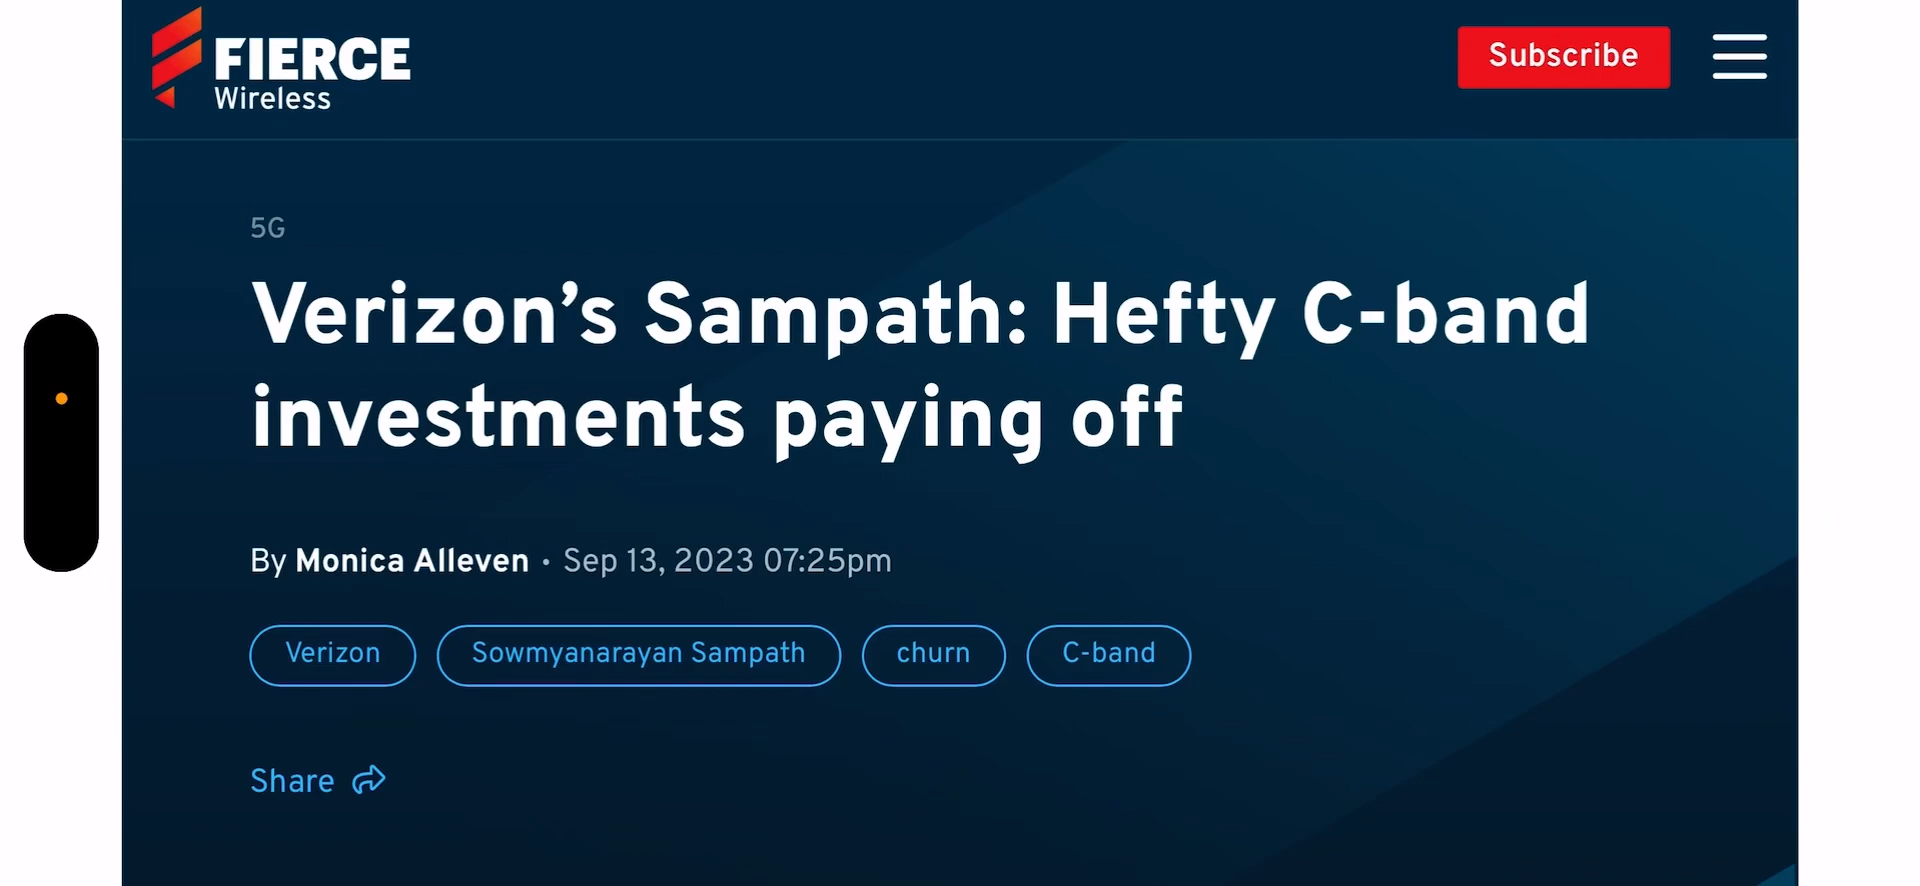 FIERCE
Wireless
Subscribe
5G
Verizon’s Sampath: Hefty C-band
investments paying off
By Monica Alleven • Sep 13, 2023 07:25pm
Verizon Sowmyanarayan Sampath churn C-band
Share